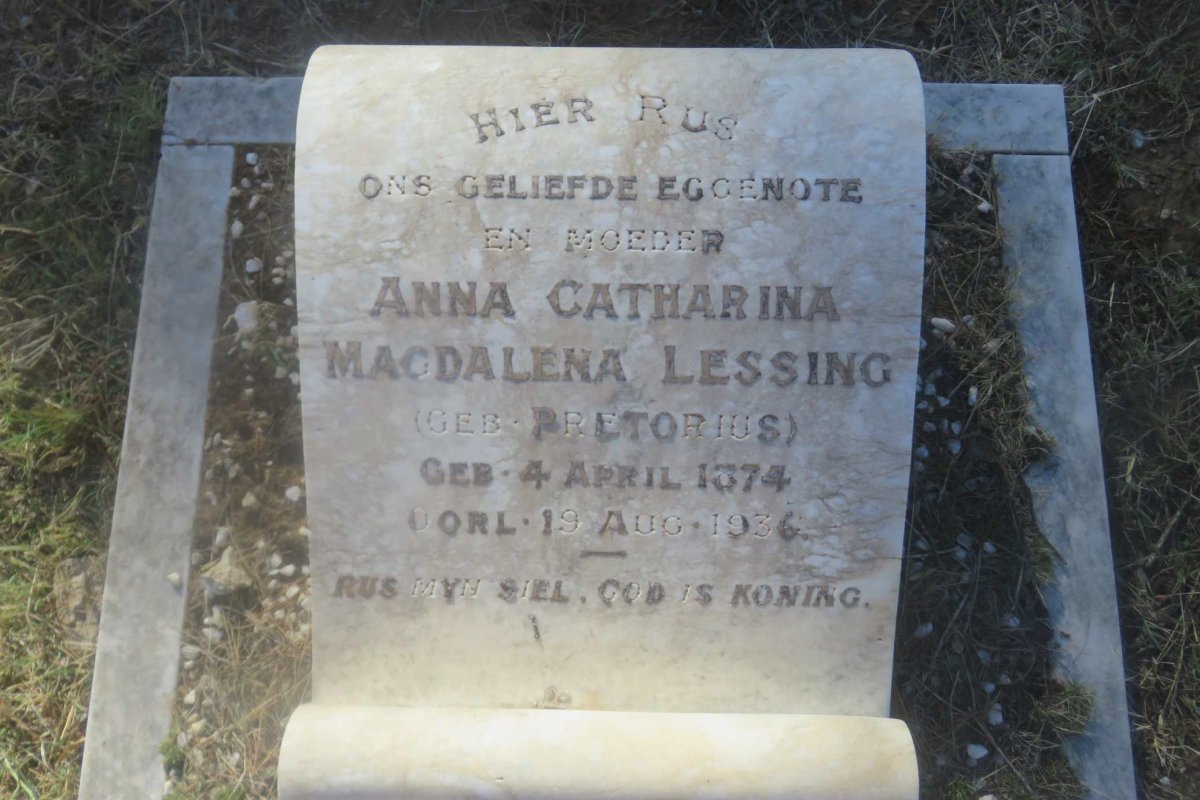 HIER RUS
ONS GELIEFDE EGGENOTE
EN MOEDER
ANNA CATHARINA
MAGDALENA LESSING
(GEB. PRETORIUS)
GEB. 4 APRIL 1874
OORL. 19 AUG. 1936.
RUS MYN SIEL, GOD IS KONING.